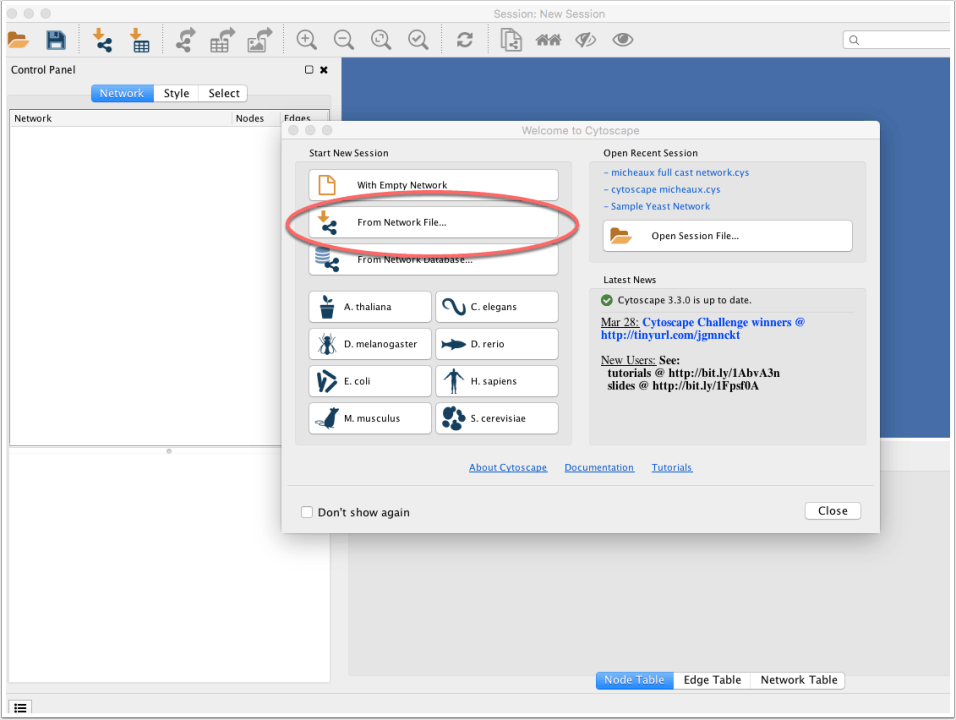 Session: New Session
Control Panel
Network Style Select
Network Nodes Edges
Welcome to Cytoscape
Start New Session
With Empty Network
From Network File...
From Network Database...
A. thaliana
C. elegans
D. melanogaster
D. rerio
E. coli
H. sapiens
M. musculus
S. cerevisiae
Open Recent Session
– micheaux full cast network.cys
– cytoscape micheaux.cys
– Sample Yeast Network
Open Session File...
Latest News
Cytoscape 3.3.0 is up to date.
Mar 28: Cytoscape Challenge winners @
http://tinyurl.com/jgmnckt
New Users: See:
tutorials @ http://bit.ly/1AbvA3n
slides @ http://bit.ly/1Fpsf0A
About Cytoscape Documentation Tutorials
Don't show again
Close
Node Table Edge Table Network Table